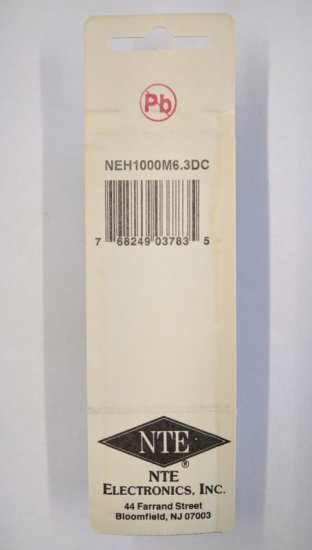 Pb
NEH1000M6.3DC
7 68249 03783 5
NTE
®
NTE
ELECTRONICS, INC.
44 Farrand Street
Bloomfield, NJ 07003